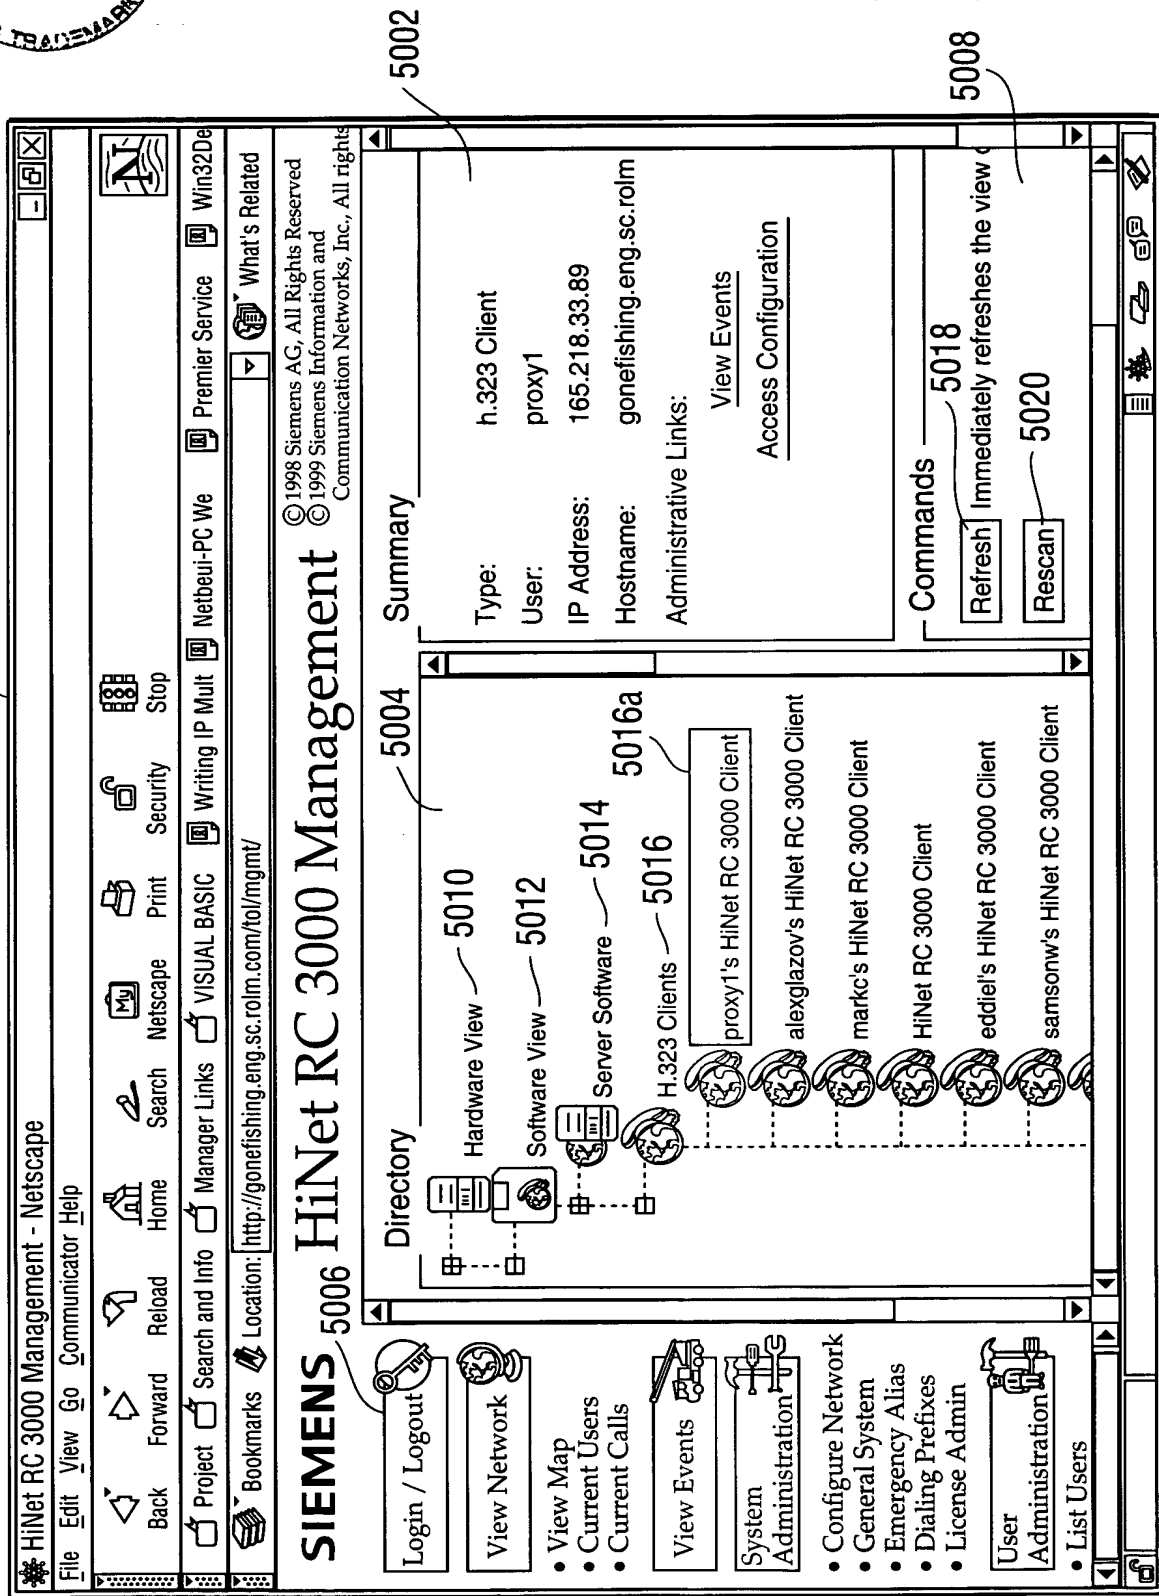 TRADEMARK
HiNet RC 3000 Management - Netscape
File Edit View Go Communicator Help
Back Forward Reload Home Search Netscape Print Security Stop
N
Project Search and Info Manager Links VISUAL BASIC Writing IP Mult Netbeui-PC We Premier Service Win32De
Bookmarks Location: http://gonefishing.eng.sc.rolm.com/tol/mgmt/ What's Related
SIEMENS HiNet RC 3000 Management
© 1998 Siemens AG, All Rights Reserved
© 1999 Siemens Information and
Communication Networks, Inc., All rights
5006
Login / Logout
View Network
• View Map
• Current Users
• Current Calls
View Events
System
Administration
• Configure Network
• General System
• Emergency Alias
• Dialing Prefixes
• License Admin
User
Administration
• List Users
Directory
5004
Hardware View 5010
Software View 5012
Server Software 5014
H.323 Clients 5016
5016a
proxy1's HiNet RC 3000 Client
alexglazov's HiNet RC 3000 Client
markc's HiNet RC 3000 Client
HiNet RC 3000 Client
eddiel's HiNet RC 3000 Client
samsonw's HiNet RC 3000 Client
Summary
5002
Type: h.323 Client
User: proxy1
IP Address: 165.218.33.89
Hostname: gonefishing.eng.sc.rolm
Administrative Links:
View Events
Access Configuration
Commands
5018
5008
Refresh Immediately refreshes the view
Rescan 5020